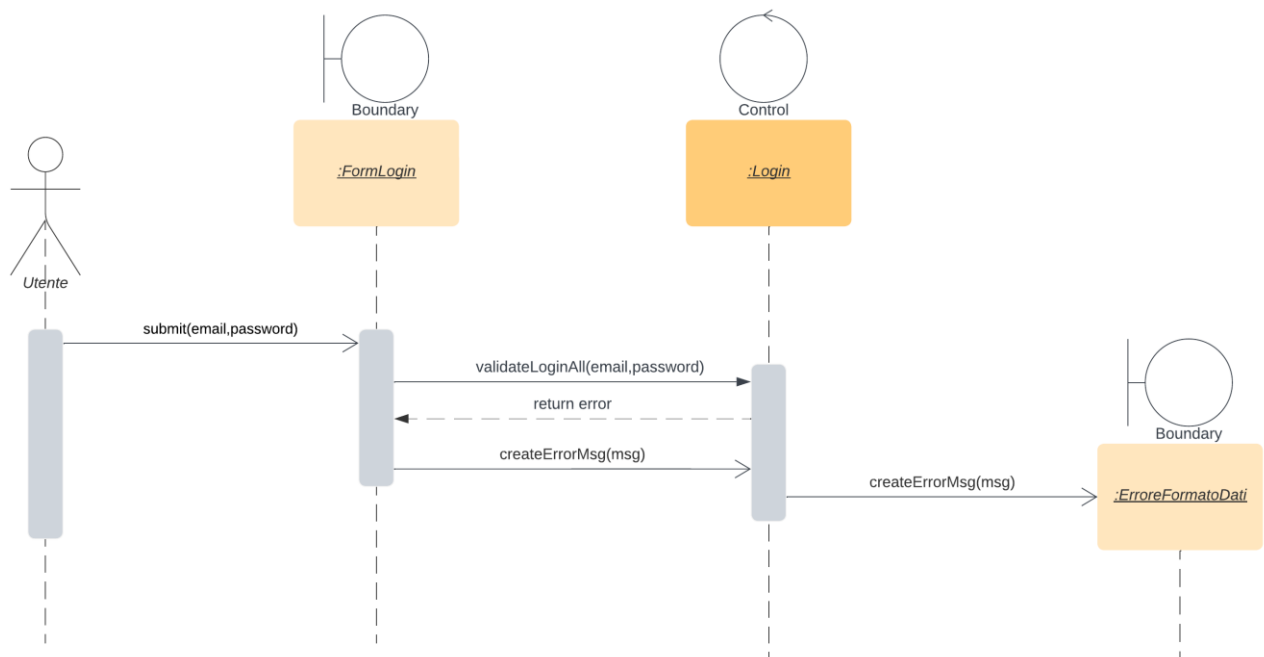 Boundary
Control
:FormLogin
:Login
Utente
submit(email,password)
validateLoginAll(email,password)
return error
Boundary
createErrorMsg(msg)
createErrorMsg(msg)
:ErroreFormatoDati